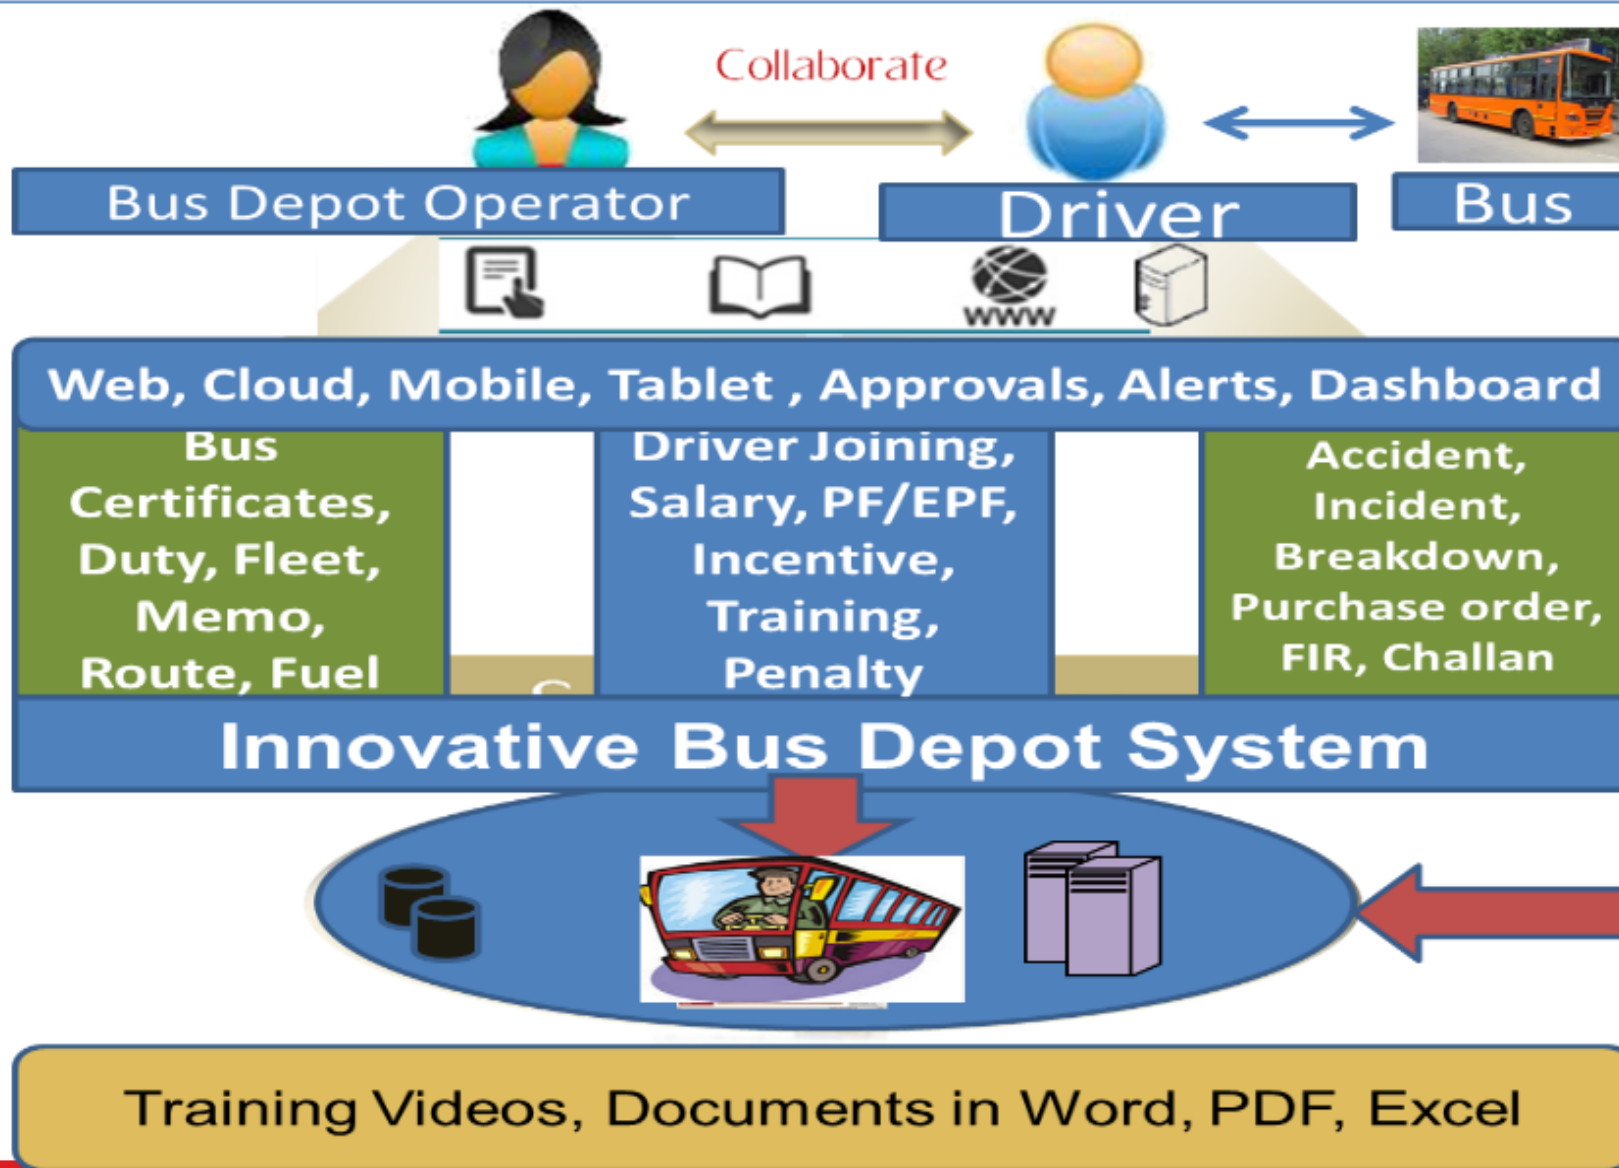 Collaborate
Bus Depot Operator
Driver
Bus
www
Web, Cloud, Mobile, Tablet , Approvals, Alerts, Dashboard
Bus
Certificates,
Duty, Fleet,
Memo,
Route, Fuel
Driver Joining,
Salary, PF/EPF,
Incentive,
Training,
Penalty
Accident,
Incident,
Breakdown,
Purchase order,
FIR, Challan
Innovative Bus Depot System
Training Videos, Documents in Word, PDF, Excel